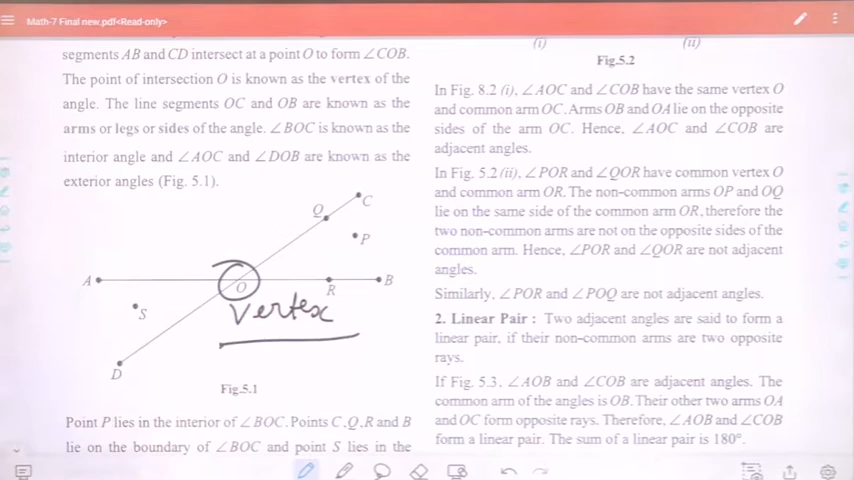 Math-7 Final new.pdf<Read-only>
segments AB and CD intersect at a point O to form ∠COB.
The point of intersection O is known as the vertex of the
angle. The line segments OC and OB are known as the
arms or legs or sides of the angle. ∠BOC is known as the
interior angle and ∠AOC and ∠DOB are known as the
exterior angles (Fig. 5.1).
C
Q
P
A
O
R
B
S
Vertex
D
Fig.5.1
Point P lies in the interior of ∠BOC. Points C, Q, R and B
lie on the boundary of ∠BOC and point S lies in the
(i) (ii)
Fig.5.2
In Fig. 8.2 (i), ∠AOC and ∠COB have the same vertex O
and common arm OC. Arms OB and OA lie on the opposite
sides of the arm OC. Hence, ∠AOC and ∠COB are
adjacent angles.
In Fig. 5.2 (ii), ∠POR and ∠QOR have common vertex O
and common arm OR. The non-common arms OP and OQ
lie on the same side of the common arm OR, therefore the
two non-common arms are not on the opposite sides of the
common arm. Hence, ∠POR and ∠QOR are not adjacent
angles.
Similarly, ∠POR and ∠POQ are not adjacent angles.
2. Linear Pair : Two adjacent angles are said to form a
linear pair, if their non-common arms are two opposite
rays.
If Fig. 5.3, ∠AOB and ∠COB are adjacent angles. The
common arm of the angles is OB. Their other two arms OA
and OC form opposite rays. Therefore, ∠AOB and ∠COB
form a linear pair. The sum of a linear pair is 180°.